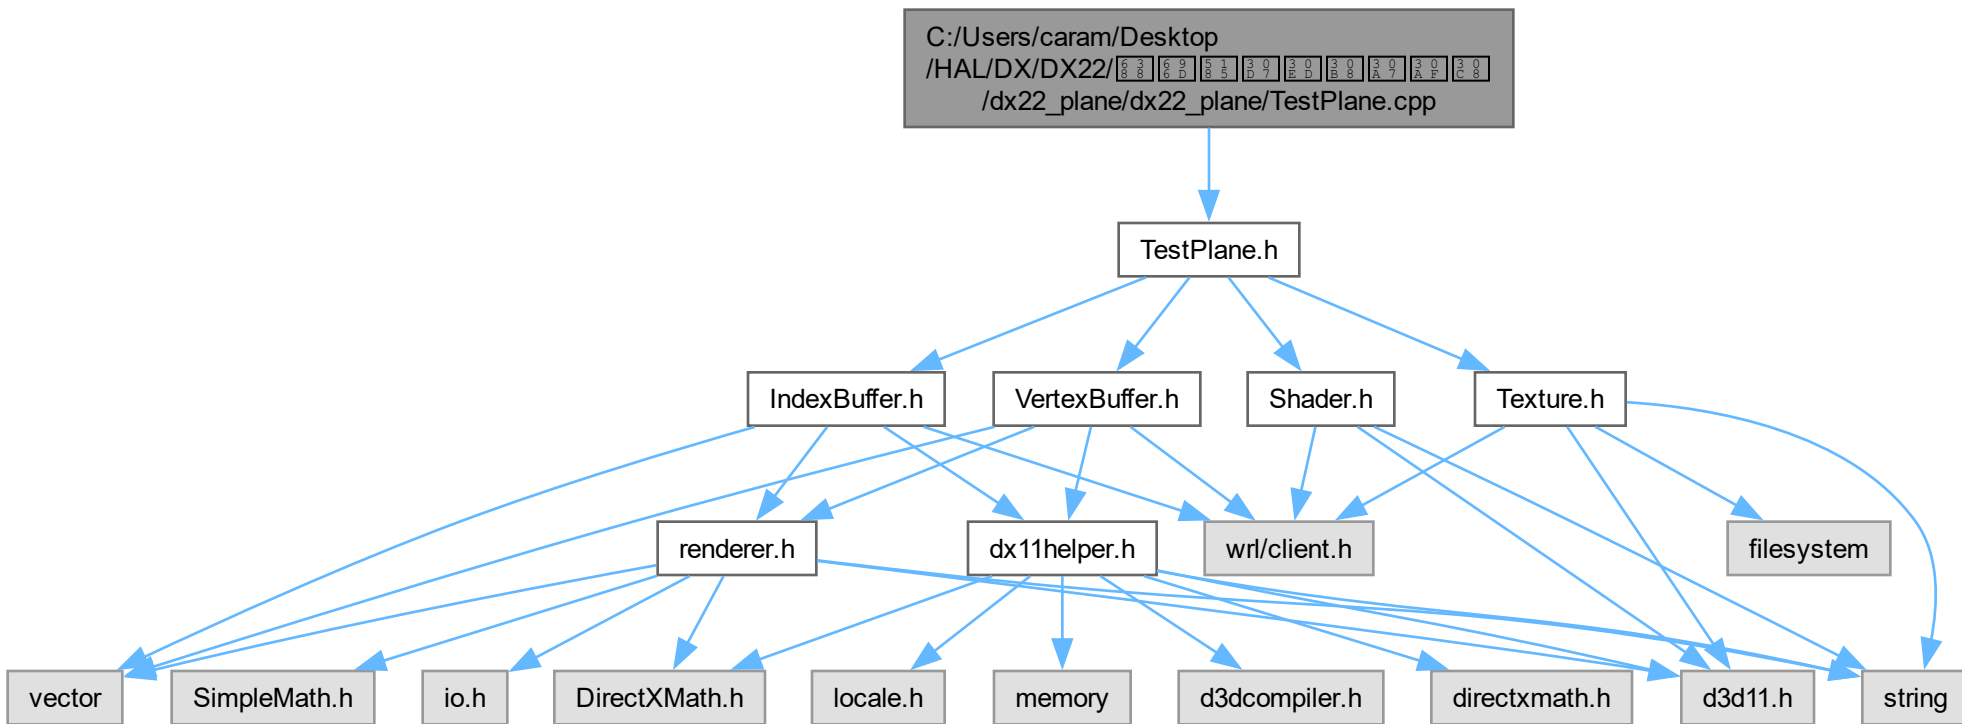 C:/Users/caram/Desktop
/HAL/DX/DX22/
/dx22_plane/dx22_plane/TestPlane.cpp
TestPlane.h
IndexBuffer.h
VertexBuffer.h
Shader.h
Texture.h
renderer.h
dx11helper.h
wrl/client.h
filesystem
vector
SimpleMath.h
io.h
DirectXMath.h
locale.h
memory
d3dcompiler.h
directxmath.h
d3d11.h
string